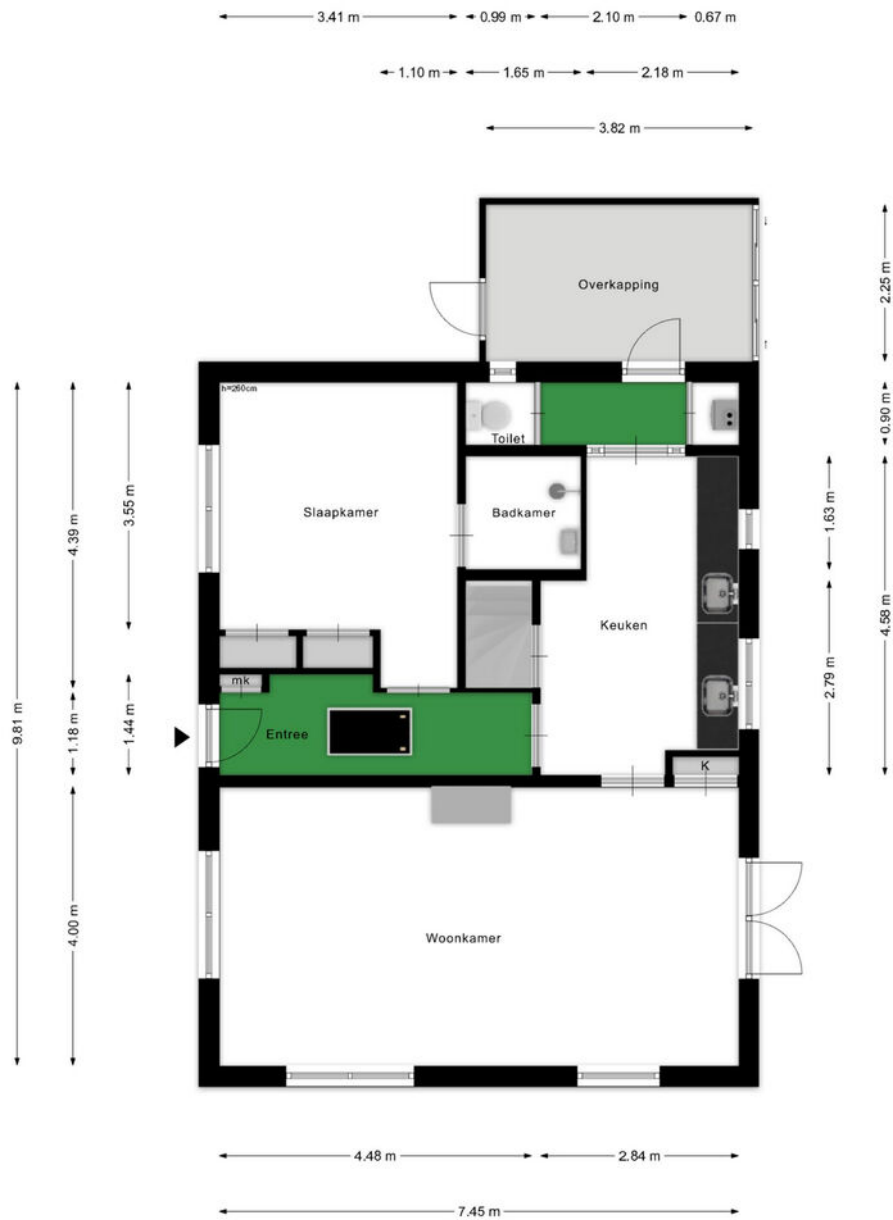 3.41 m 0.99 m 2.10 m 0.67 m
1.10 m 1.65 m 2.18 m
3.82 m
Overkapping
2.25 m
h=260cm
Toilet
0.90 m
Slaapkamer
Badkamer
3.55 m
4.39 m
1.63 m
4.58 m
Keuken
2.79 m
mk
Entree
1.44 m
1.18 m
9.81 m
K
Woonkamer
4.00 m
4.48 m 2.84 m
7.45 m